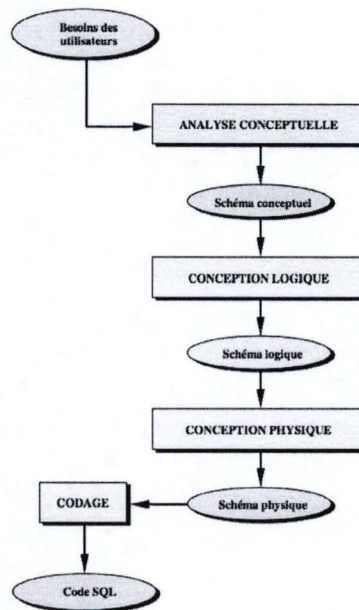 Besoins des
utilisateurs
ANALYSE CONCEPTUELLE
Schéma conceptuel
CONCEPTION LOGIQUE
Schéma logique
CONCEPTION PHYSIQUE
CODAGE
Schéma physique
Code SQL